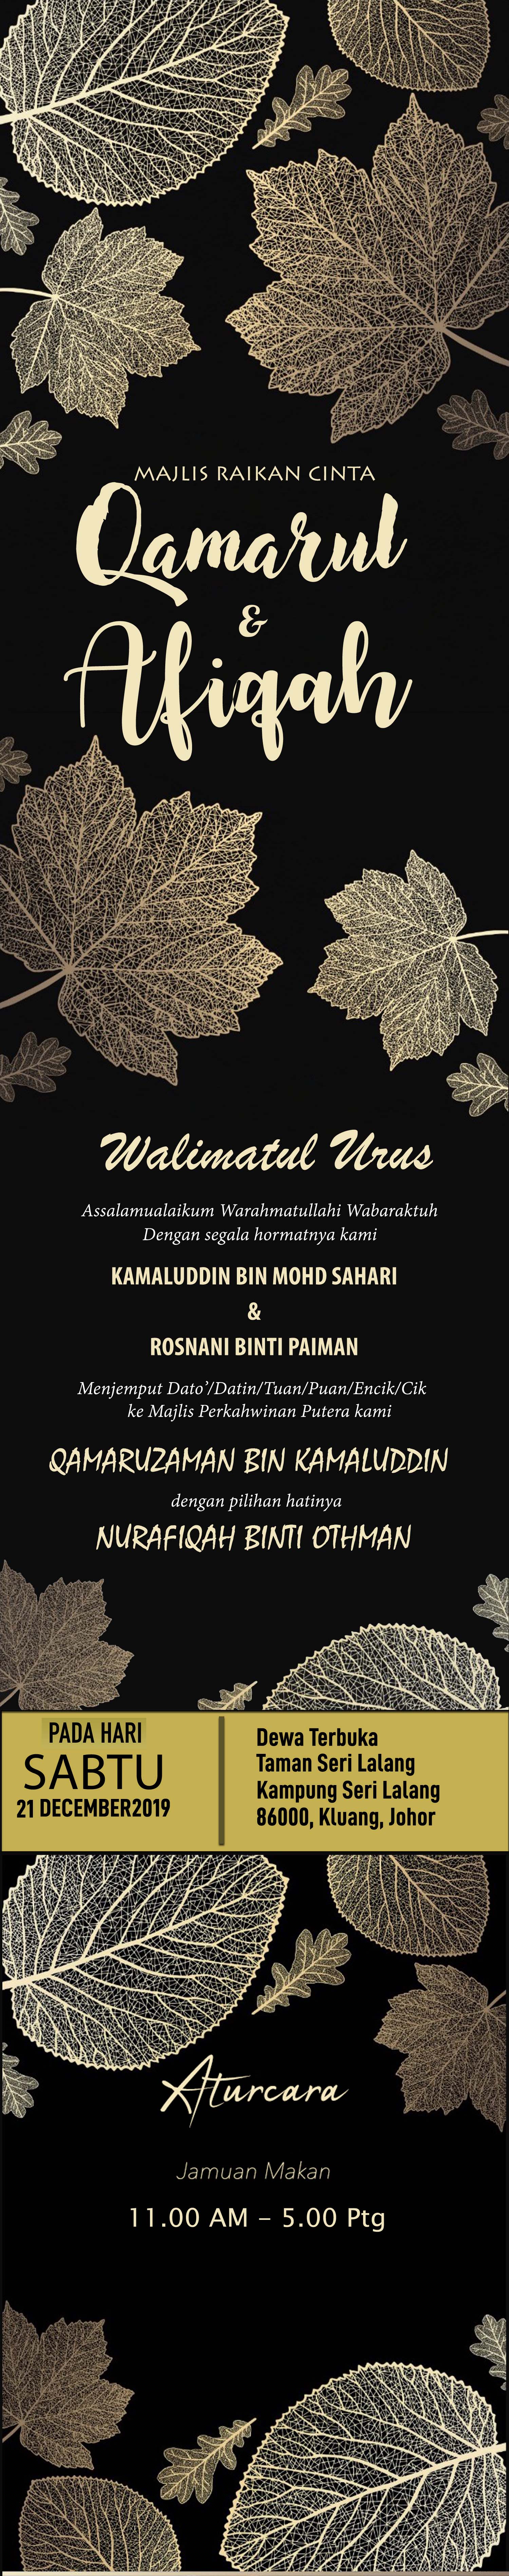 MAJLIS RAIKAN CINTA
Qamarul
&
Afiqah
Walimatul Urus
Assalamualaikum Warahmatullahi Wabaraktuh
Dengan segala hormatnya kami
KAMALUDDIN BIN MOHD SAHARI
&
ROSNANI BINTI PAIMAN
Menjemput Dato'/Datin/Tuan/Puan/Encik/Cik
ke Majlis Perkahwinan Putera kami
QAMARUZAMAN BIN KAMALUDDIN
dengan pilihan hatinya
NURAFIQAH BINTI OTHMAN
PADA HARI
SABTU
21 DECEMBER2019
Dewa Terbuka
Taman Seri Lalang
Kampung Seri Lalang
86000, Kluang, Johor
Aturcara
Jamuan Makan
11.00 AM – 5.00 Ptg